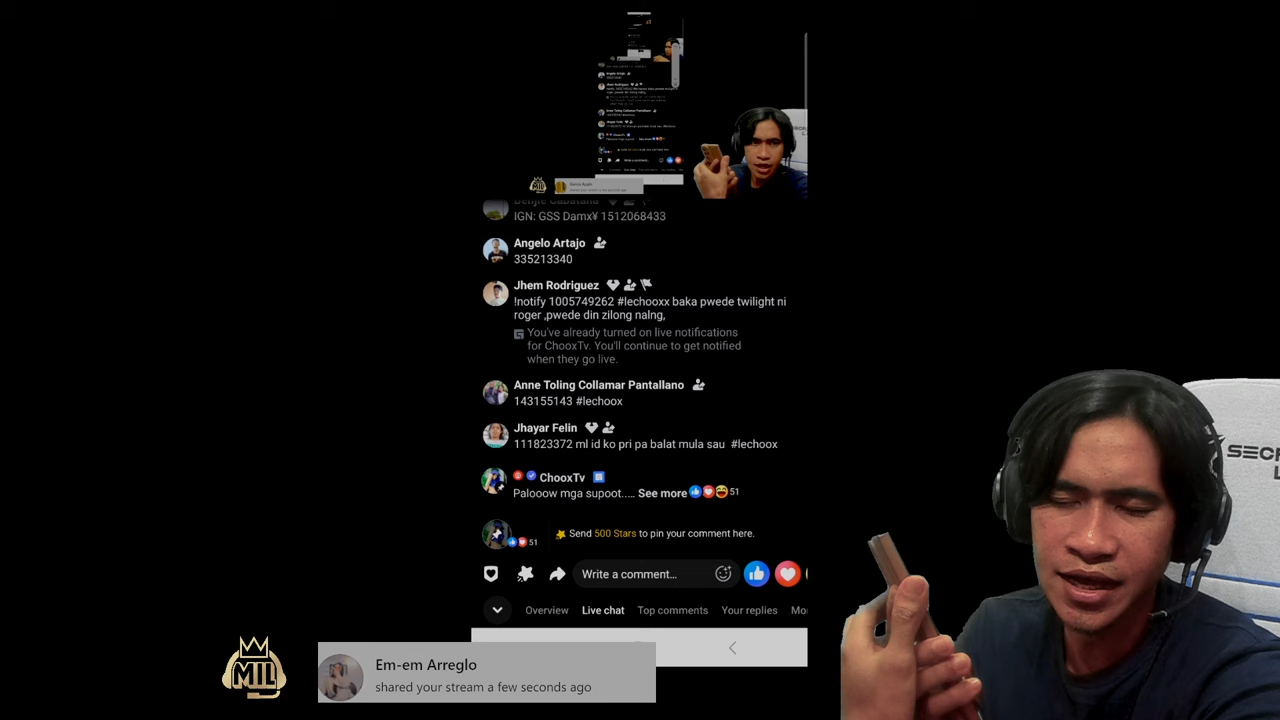 Denjie Cabatana
IGN: GSS Damx¥ 1512068433
Angelo Artajo
335213340
Jhem Rodriguez
!notify 1005749262 #lechooxx baka pwede twilight ni
roger ,pwede din zilong nalng,
You've already turned on live notifications
for ChooxTv. You'll continue to get notified
when they go live.
Anne Toling Collamar Pantallano
143155143 #lechoox
Jhayar Felin
111823372 ml id ko pri pa balat mula sau #lechoox
ChooxTv
Palooow mga supoot.... See more 51
51
Send 500 Stars to pin your comment here.
Write a comment...
Overview Live chat Top comments Your replies Mo
MIL
Em-em Arreglo
shared your stream a few seconds ago